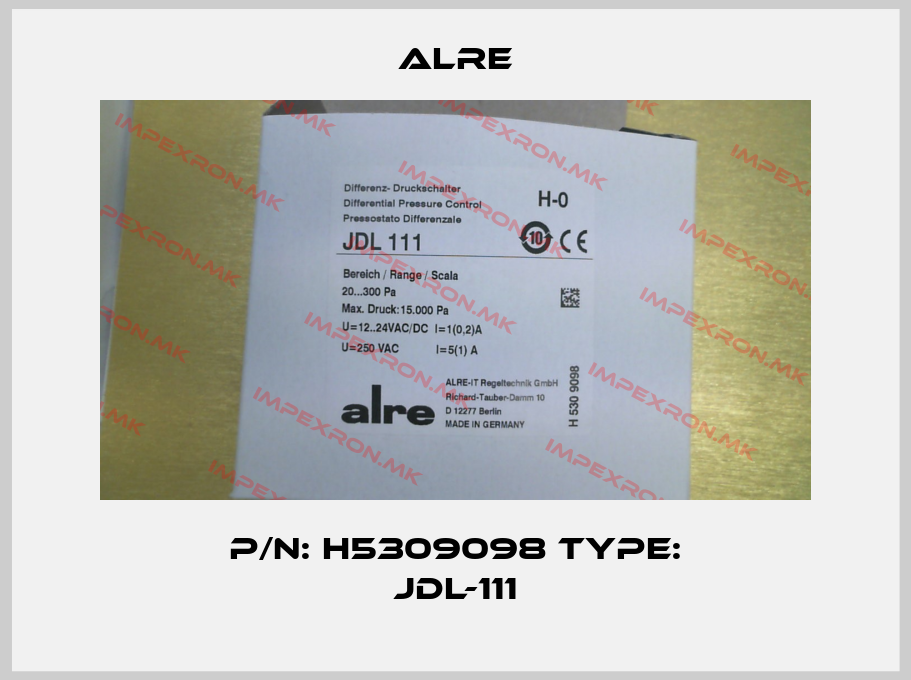 ALRE
Differenz- Druckschalter
Differential Pressure Control
Pressostato Differenzale
H-0
JDL 111
10
CE
Bereich / Range / Scala
20...300 Pa
Max. Druck:15.000 Pa
U=12..24VAC/DC I=1(0,2)A
U=250 VAC I=5(1) A
alre
ALRE-IT Regeltechnik GmbH
Richard-Tauber-Damm 10
D 12277 Berlin
MADE IN GERMANY
H 530 9098
IMPEXRON.MK
P/N: H5309098 TYPE:
JDL-111